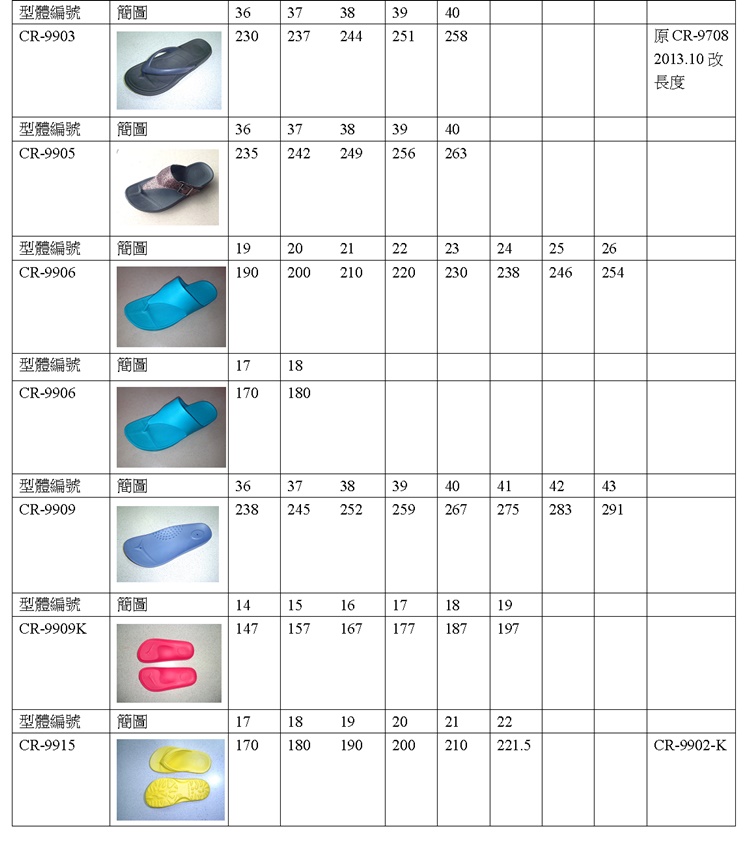 型體編號 簡圖 36 37 38 39 40
CR-9903 230 237 244 251 258 原 CR-9708
2013.10 改
長度
型體編號 簡圖 36 37 38 39 40
CR-9905 235 242 249 256 263
型體編號 簡圖 19 20 21 22 23 24 25 26
CR-9906 190 200 210 220 230 238 246 254
型體編號 簡圖 17 18
CR-9906 170 180
型體編號 簡圖 36 37 38 39 40 41 42 43
CR-9909 238 245 252 259 267 275 283 291
型體編號 簡圖 14 15 16 17 18 19
CR-9909K 147 157 167 177 187 197
型體編號 簡圖 17 18 19 20 21 22
CR-9915 170 180 190 200 210 221.5 CR-9902-K